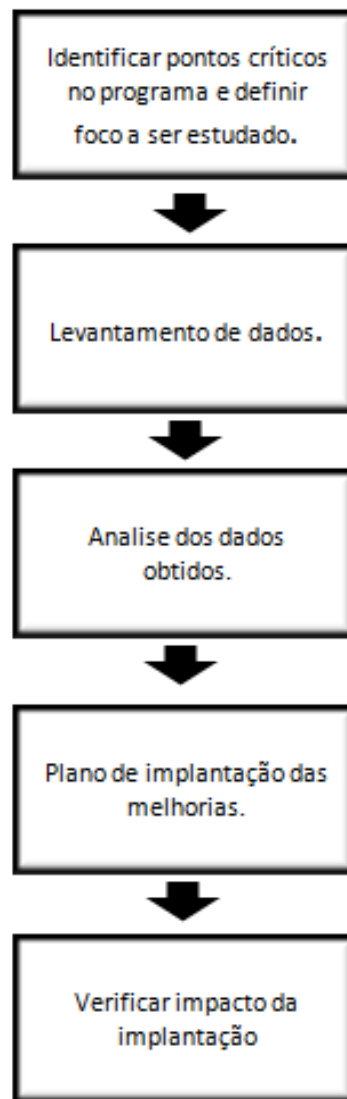 Identificar pontos críticos
no programa e definir
foco a ser estudado.
Levantamento de dados.
Analise dos dados
obtidos.
Plano de implantação das
melhorias.
Verificar impacto da
implantação